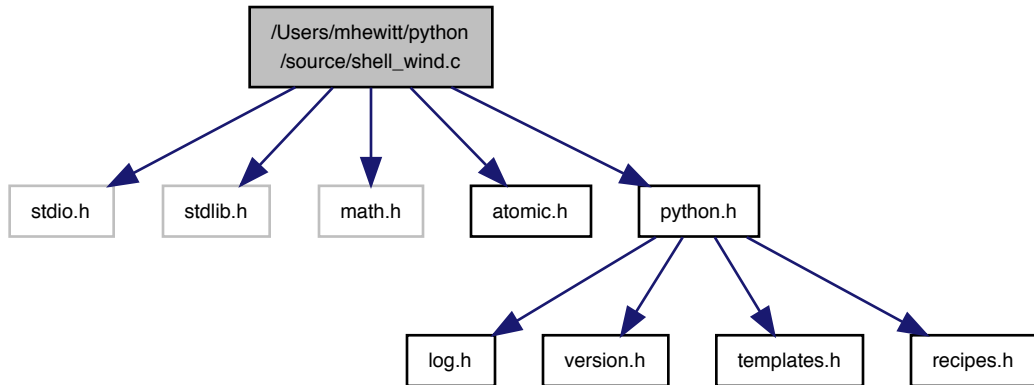 /Users/mhewitt/python
/source/shell_wind.c
stdio.h
stdlib.h
math.h
atomic.h
python.h
log.h
version.h
templates.h
recipes.h